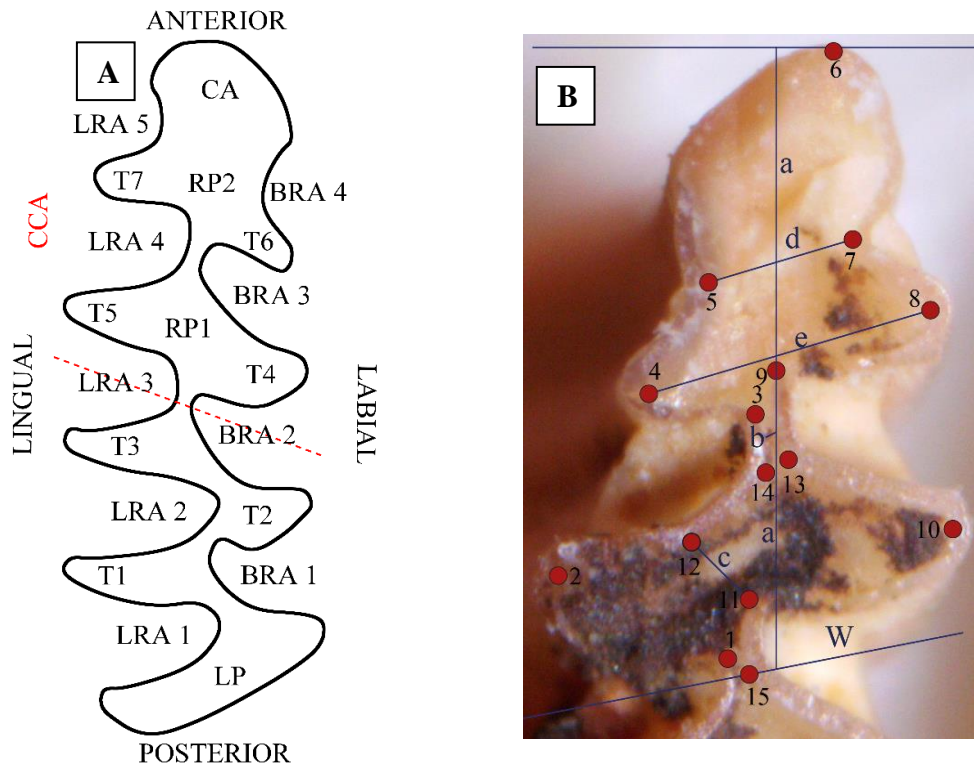 ANTERIOR
A
CA
LRA 5
T7
RP2
BRA 4
CCA
LRA 4
T6
BRA 3
T5
RP1
LINGUAL
LRA 3
T4
LABIAL
BRA 2
T3
LRA 2
T2
T1
BRA 1
LRA 1
LP
POSTERIOR
B
6
a
d
7
5
8
e
9
4
3
b
13
14
a
10
12
c
2
11
1
W
15